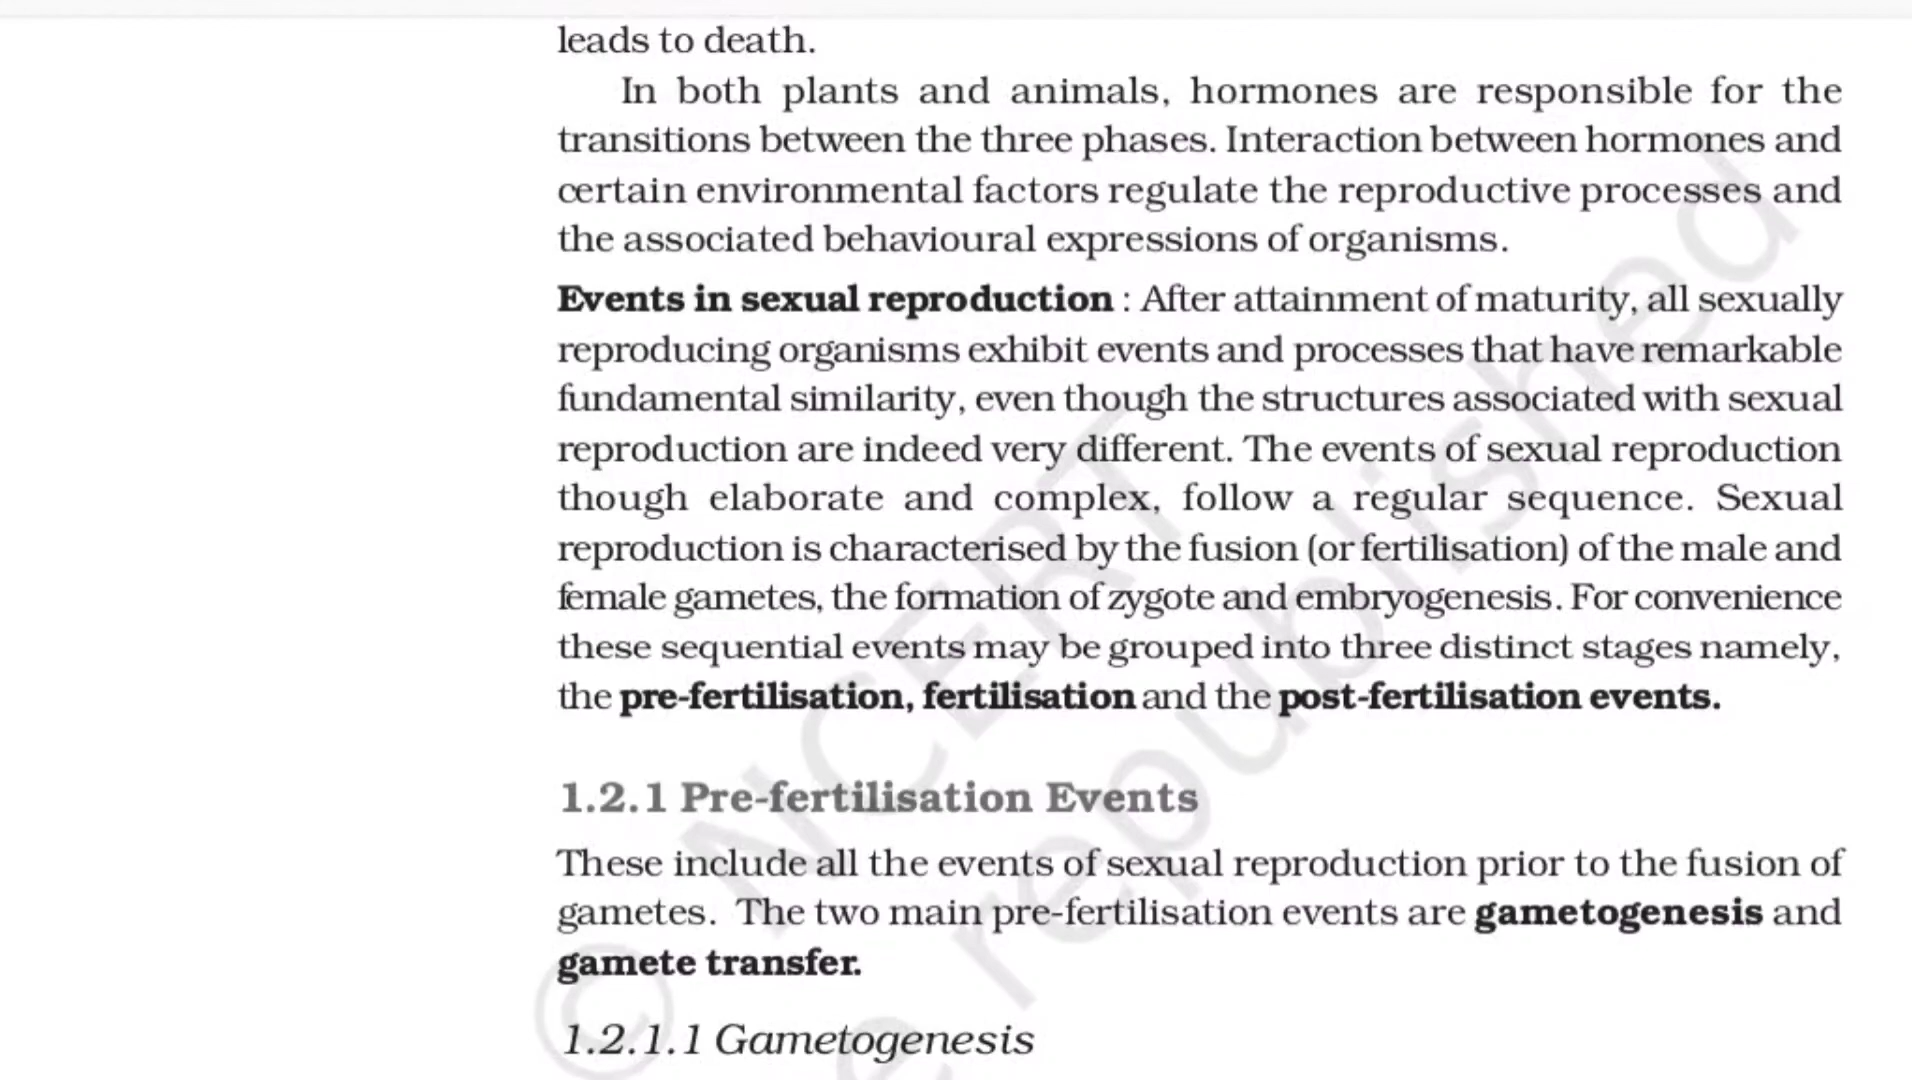 leads to death.
In both plants and animals, hormones are responsible for the
transitions between the three phases. Interaction between hormones and
certain environmental factors regulate the reproductive processes and
the associated behavioural expressions of organisms.
Events in sexual reproduction : After attainment of maturity, all sexually
reproducing organisms exhibit events and processes that have remarkable
fundamental similarity, even though the structures associated with sexual
reproduction are indeed very different. The events of sexual reproduction
though elaborate and complex, follow a regular sequence. Sexual
reproduction is characterised by the fusion (or fertilisation) of the male and
female gametes, the formation of zygote and embryogenesis. For convenience
these sequential events may be grouped into three distinct stages namely,
the pre-fertilisation, fertilisation and the post-fertilisation events.
1.2.1 Pre-fertilisation Events
These include all the events of sexual reproduction prior to the fusion of
gametes. The two main pre-fertilisation events are gametogenesis and
gamete transfer.
1.2.1.1 Gametogenesis
© NCERT
e republished